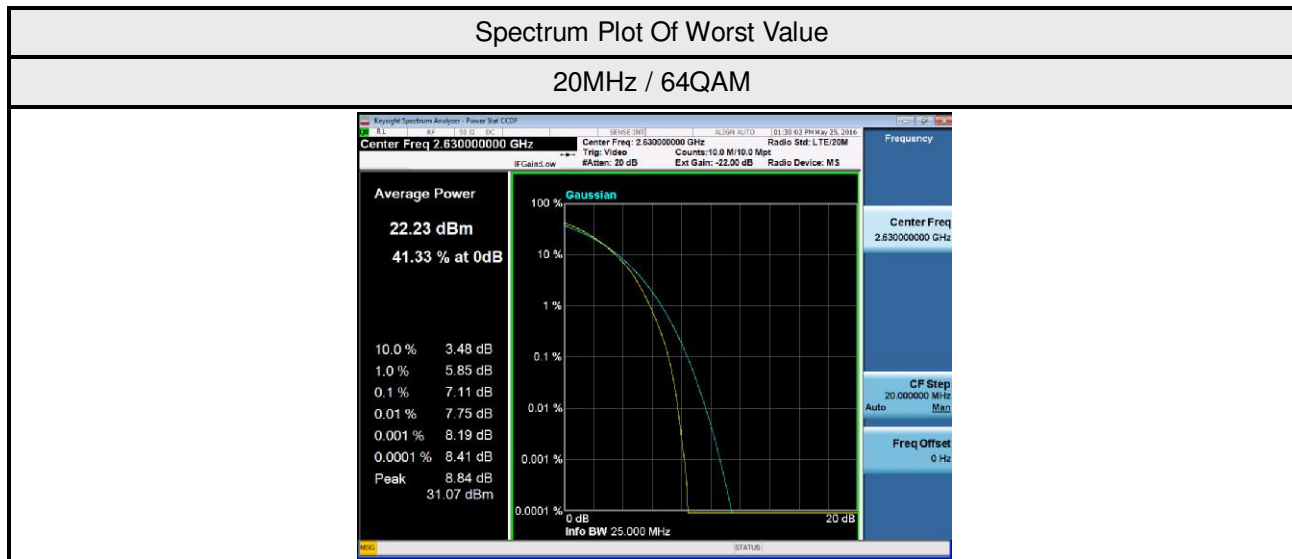 Spectrum Plot Of Worst Value
20MHz / 64QAM
Keysight Spectrum Analyzer - Power Stat CCDF
RL RF 50 Ω DC SENSE:INT ALIGN AUTO 01:30:02 PM May 25, 2016
Center Freq 2.630000000 GHz
Center Freq: 2.630000000 GHz Radio Std: LTE/20M
Trig: Video Counts:10.0 M/10.0 Mpt
IFGain:Low #Atten: 20 dB Ext Gain: -22.00 dB Radio Device: MS
Frequency
Average Power
22.23 dBm
41.33 % at 0dB
10.0 % 3.48 dB
1.0 % 5.85 dB
0.1 % 7.11 dB
0.01 % 7.75 dB
0.001 % 8.19 dB
0.0001 % 8.41 dB
Peak 8.84 dB
31.07 dBm
Gaussian
100 %
10 %
1 %
0.1 %
0.01 %
0.001 %
0.0001 %
0 dB 20 dB
Info BW 25.000 MHz
Center Freq
2.630000000 GHz
CF Step
20.000000 MHz
Auto Man
Freq Offset
0 Hz
MSG STATUS